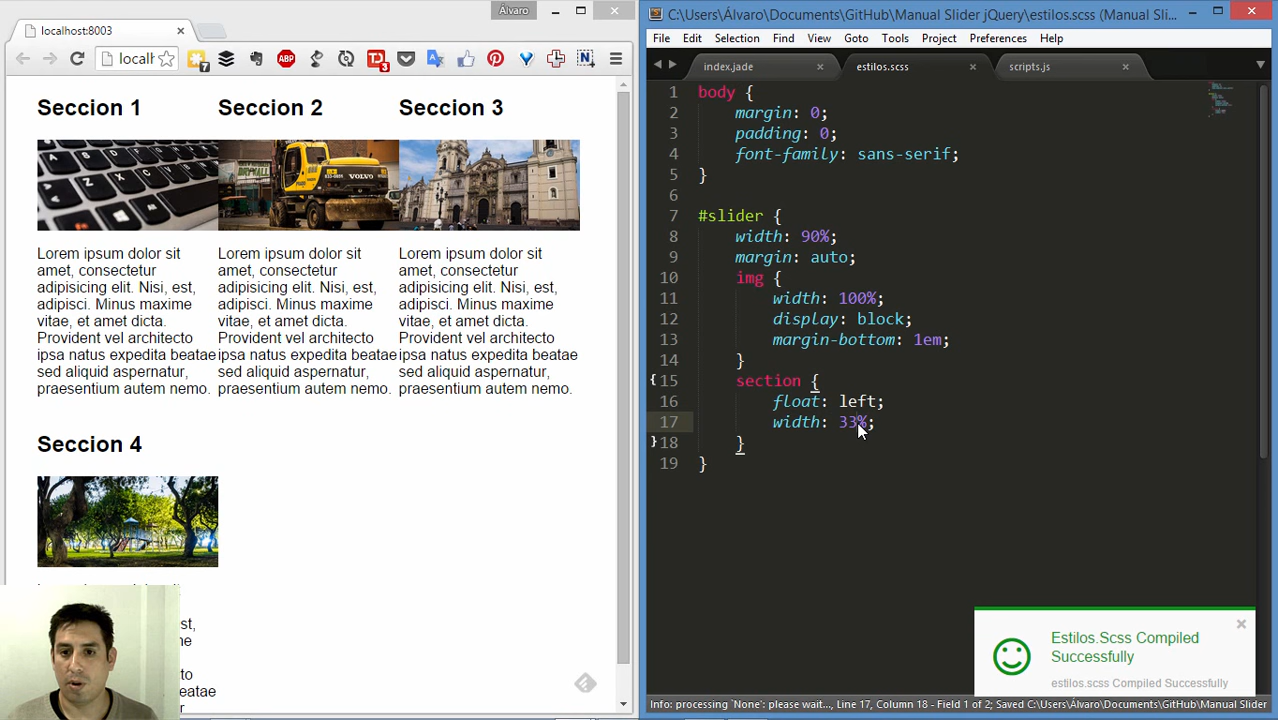 Álvaro
localhost:8003
localh
7
ABP
3
Seccion 1
Seccion 2
Seccion 3
VOLVO
Lorem ipsum dolor sit
amet, consectetur
adipisicing elit. Nisi, est,
adipisci. Minus maxime
vitae, et amet dicta.
Provident vel architecto
ipsa natus expedita beatae
sed aliquid aspernatur,
praesentium autem nemo.
Lorem ipsum dolor sit
amet, consectetur
adipisicing elit. Nisi, est,
adipisci. Minus maxime
vitae, et amet dicta.
Provident vel architecto
ipsa natus expedita beatae
sed aliquid aspernatur,
praesentium autem nemo.
Lorem ipsum dolor sit
amet, consectetur
adipisicing elit. Nisi, est,
adipisci. Minus maxime
vitae, et amet dicta.
Provident vel architecto
ipsa natus expedita beatae
sed aliquid aspernatur,
praesentium autem nemo.
Seccion 4
C:\Users\Álvaro\Documents\GitHub\Manual Slider jQuery\estilos.scss (Manual Sli...
File Edit Selection Find View Goto Tools Project Preferences Help
index.jade
estilos.scss
scripts.js
1 body {
2 margin: 0;
3 padding: 0;
4 font-family: sans-serif;
5 }
6
7 #slider {
8 width: 90%;
9 margin: auto;
10 img {
11 width: 100%;
12 display: block;
13 margin-bottom: 1em;
14 }
15 section {
16 float: left;
17 width: 33%;
18 }
19 }
Estilos.Scss Compiled
Successfully
estilos.scss Compiled Successfully
Info: processing `None`: please wait..., Line 17, Column 18 - Field 1 of 2; Saved C:\Users\Álvaro\Documents\GitHub\Manual Slider